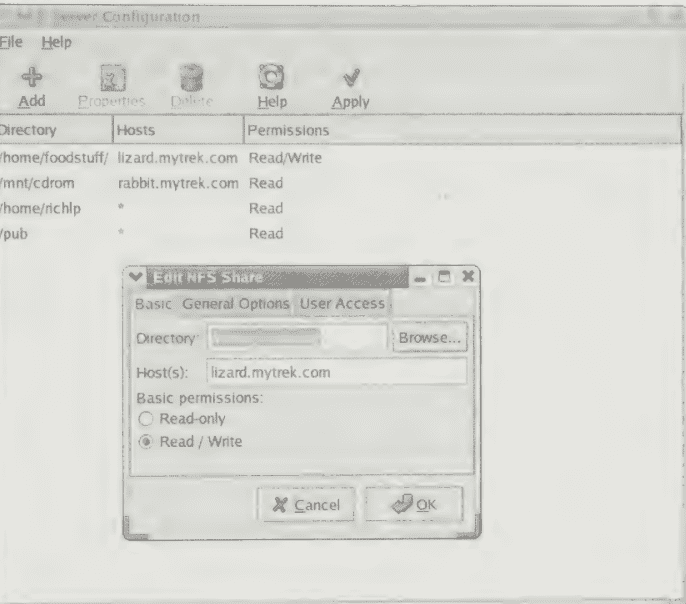 Server Configuration
File Help
Add Properties Delete Help Apply
Directory Hosts Permissions
/home/foodstuff/ lizard.mytrek.com Read/Write
/mnt/cdrom rabbit.mytrek.com Read
/home/richlp * Read
/pub * Read
Edit NFS Share
Basic General Options User Access
Directory: Browse...
Host(s): lizard.mytrek.com
Basic permissions:
Read-only
Read / Write
Cancel OK